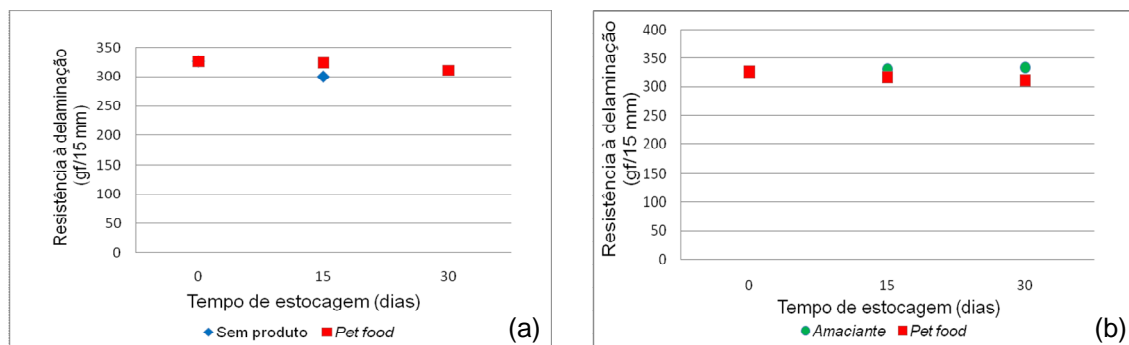 Resistência à delaminação
(gf/15 mm)
350
300
250
200
150
100
50
0
0 15 30
Tempo de estocagem (dias)
Sem produto Pet food
(a)
Resistência à delaminação
(gf/15 mm)
400
350
300
250
200
150
100
50
0
0 15 30
Tempo de estocagem (dias)
Amaciante Pet food
(b)